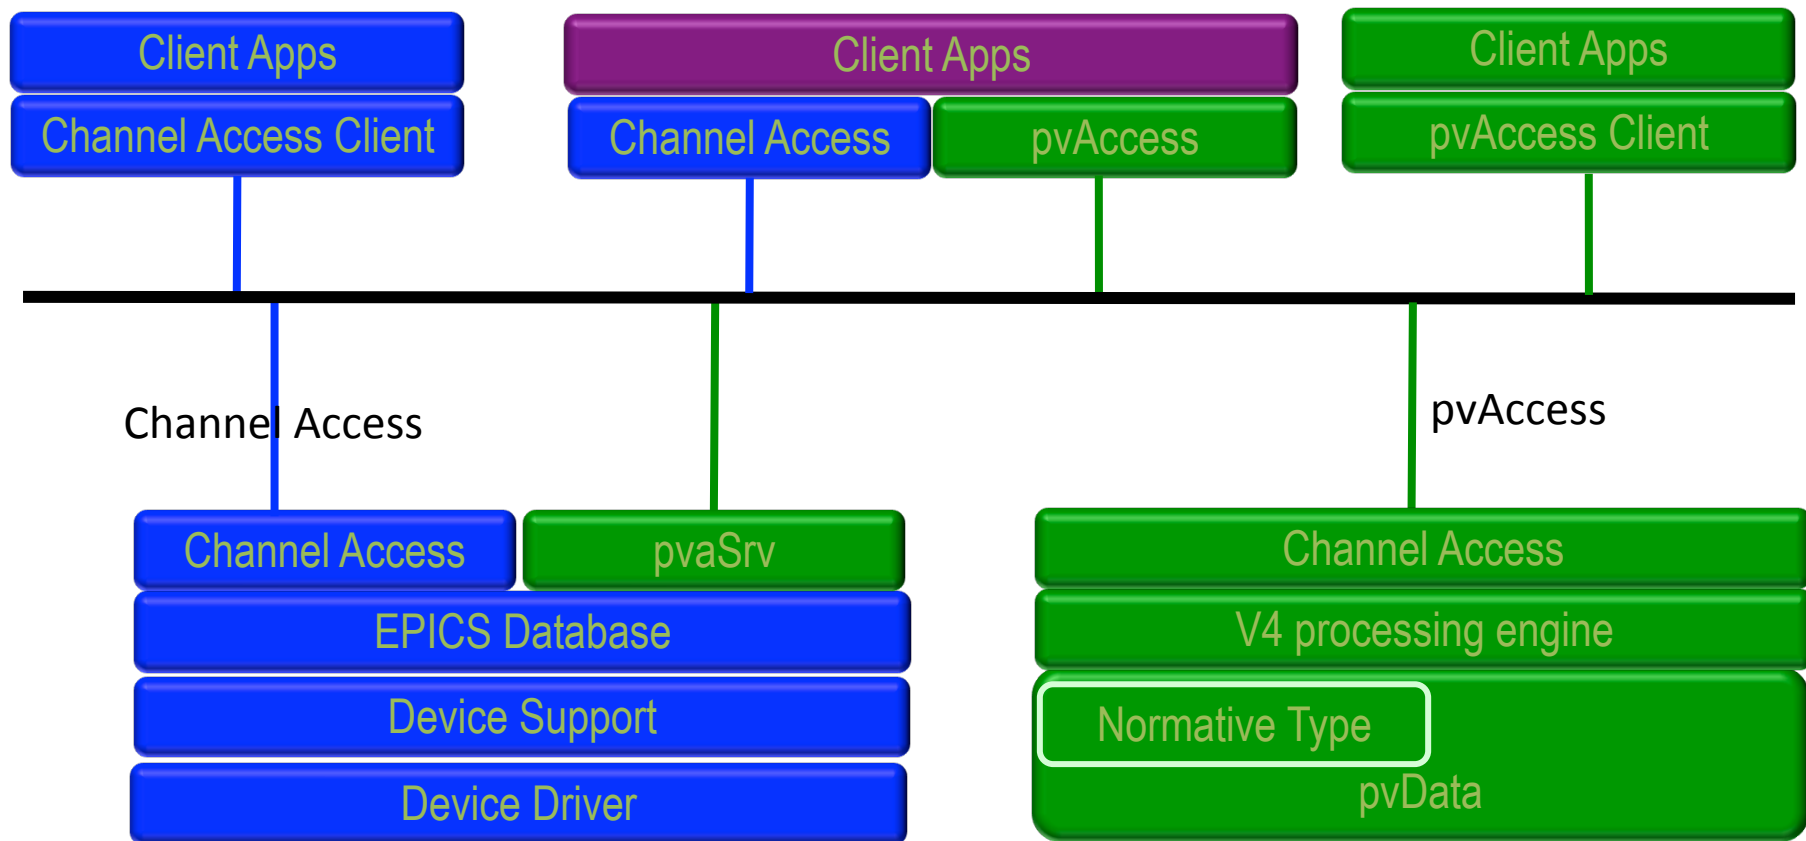 Client Apps
Client Apps
Client Apps
Channel Access Client
Channel Access
pvAccess
pvAccess Client
Channel Access
pvAccess
Channel Access
pvaSrv
Channel Access
EPICS Database
V4 processing engine
Device Support
Normative Type
Device Driver
pvData